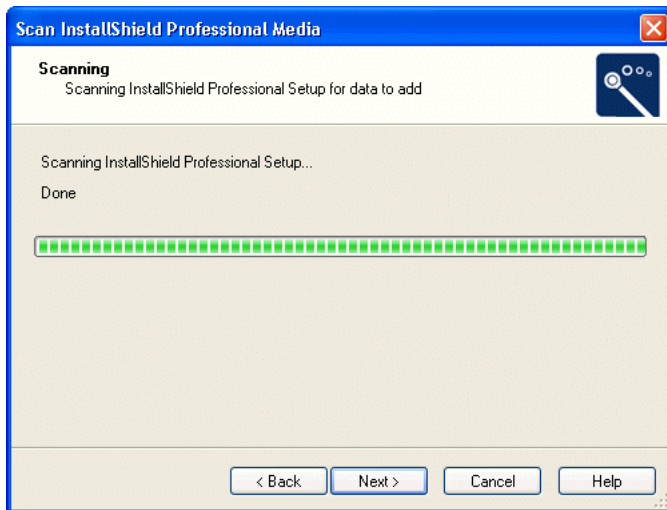 Scan InstallShield Professional Media
Scanning
Scanning InstallShield Professional Setup for data to add
Scanning InstallShield Professional Setup...
Done
< Back Next > Cancel Help